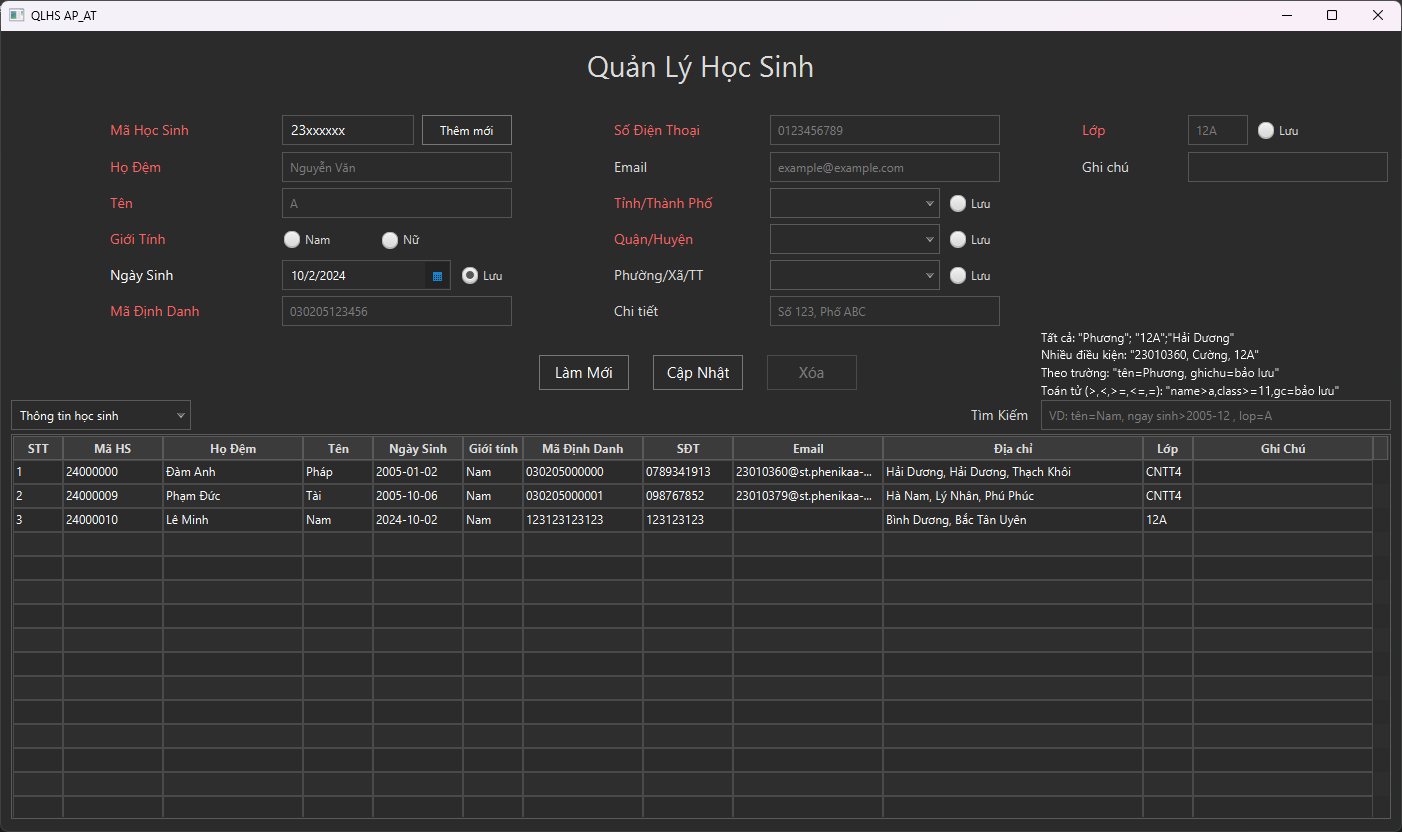 QLHS AP_AT
Quản Lý Học Sinh
Mã Học Sinh 23xxxxxx Thêm mới Số Điện Thoại 0123456789 Lớp 12A Lưu
Họ Đệm Nguyễn Văn Email example@example.com Ghi chú
Tên A Tỉnh/Thành Phố Lưu
Giới Tính Nam Nữ Quận/Huyện Lưu
Ngày Sinh 10/2/2024 Lưu Phường/Xã/TT Lưu
Mã Định Danh 030205123456 Chi tiết Số 123, Phố ABC
Tất cả: "Phương"; "12A";"Hải Dương"
Nhiều điều kiện: "23010360, Cường, 12A"
Theo trường: "tên=Phương, ghichu=bảo lưu"
Toán tử (>,<,>=,<=,=): "name>a,class>=11,gc=bảo lưu"
Làm Mới Cập Nhật Xóa
Thông tin học sinh Tìm Kiếm VD: tên=Nam, ngay sinh>2005-12 , lop=A
STT Mã HS Họ Đệm Tên Ngày Sinh Giới tính Mã Định Danh SĐT Email Địa chỉ Lớp Ghi Chú
1 24000000 Đàm Anh Pháp 2005-01-02 Nam 030205000000 0789341913 23010360@st.phenikaa-... Hải Dương, Hải Dương, Thạch Khôi CNTT4
2 24000009 Phạm Đức Tài 2005-10-06 Nam 030205000001 098767852 23010379@st.phenikaa-... Hà Nam, Lý Nhân, Phú Phúc CNTT4
3 24000010 Lê Minh Nam 2024-10-02 Nam 123123123123 123123123 Bình Dương, Bắc Tân Uyên 12A